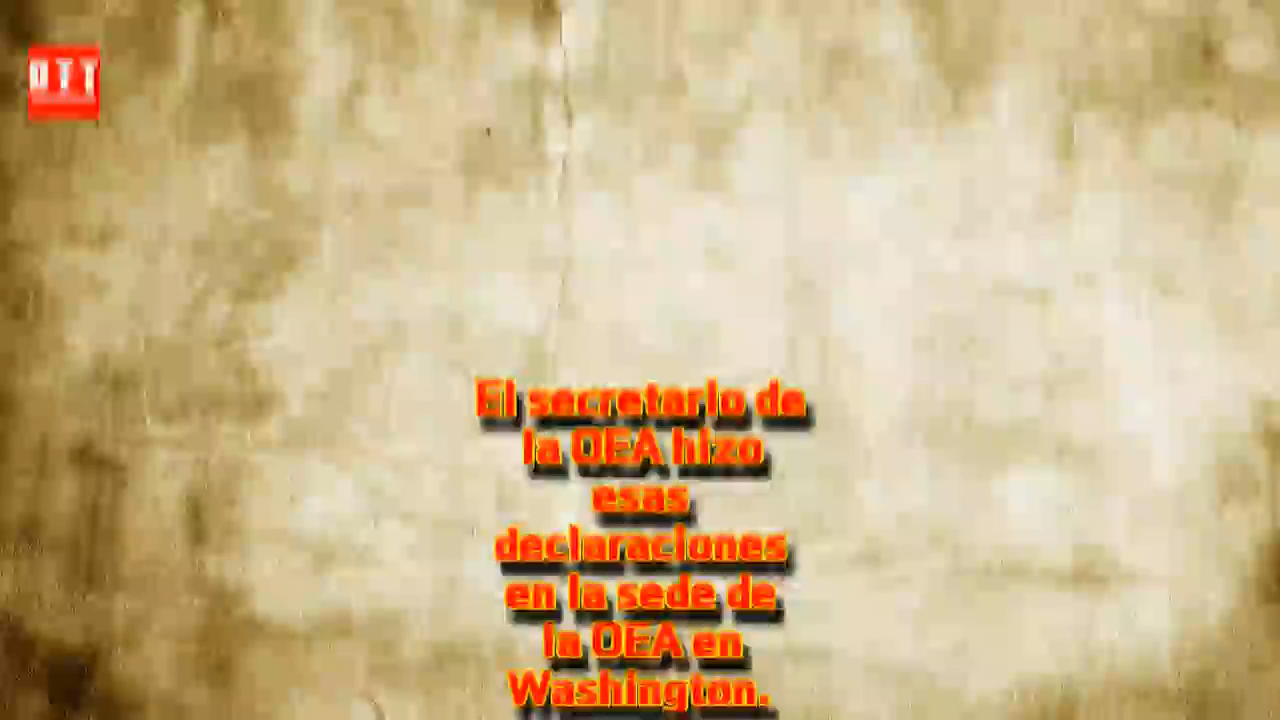 El secretario de
la OEA hizo
esas
declaraciones
en la sede de
la OEA en
Washington.